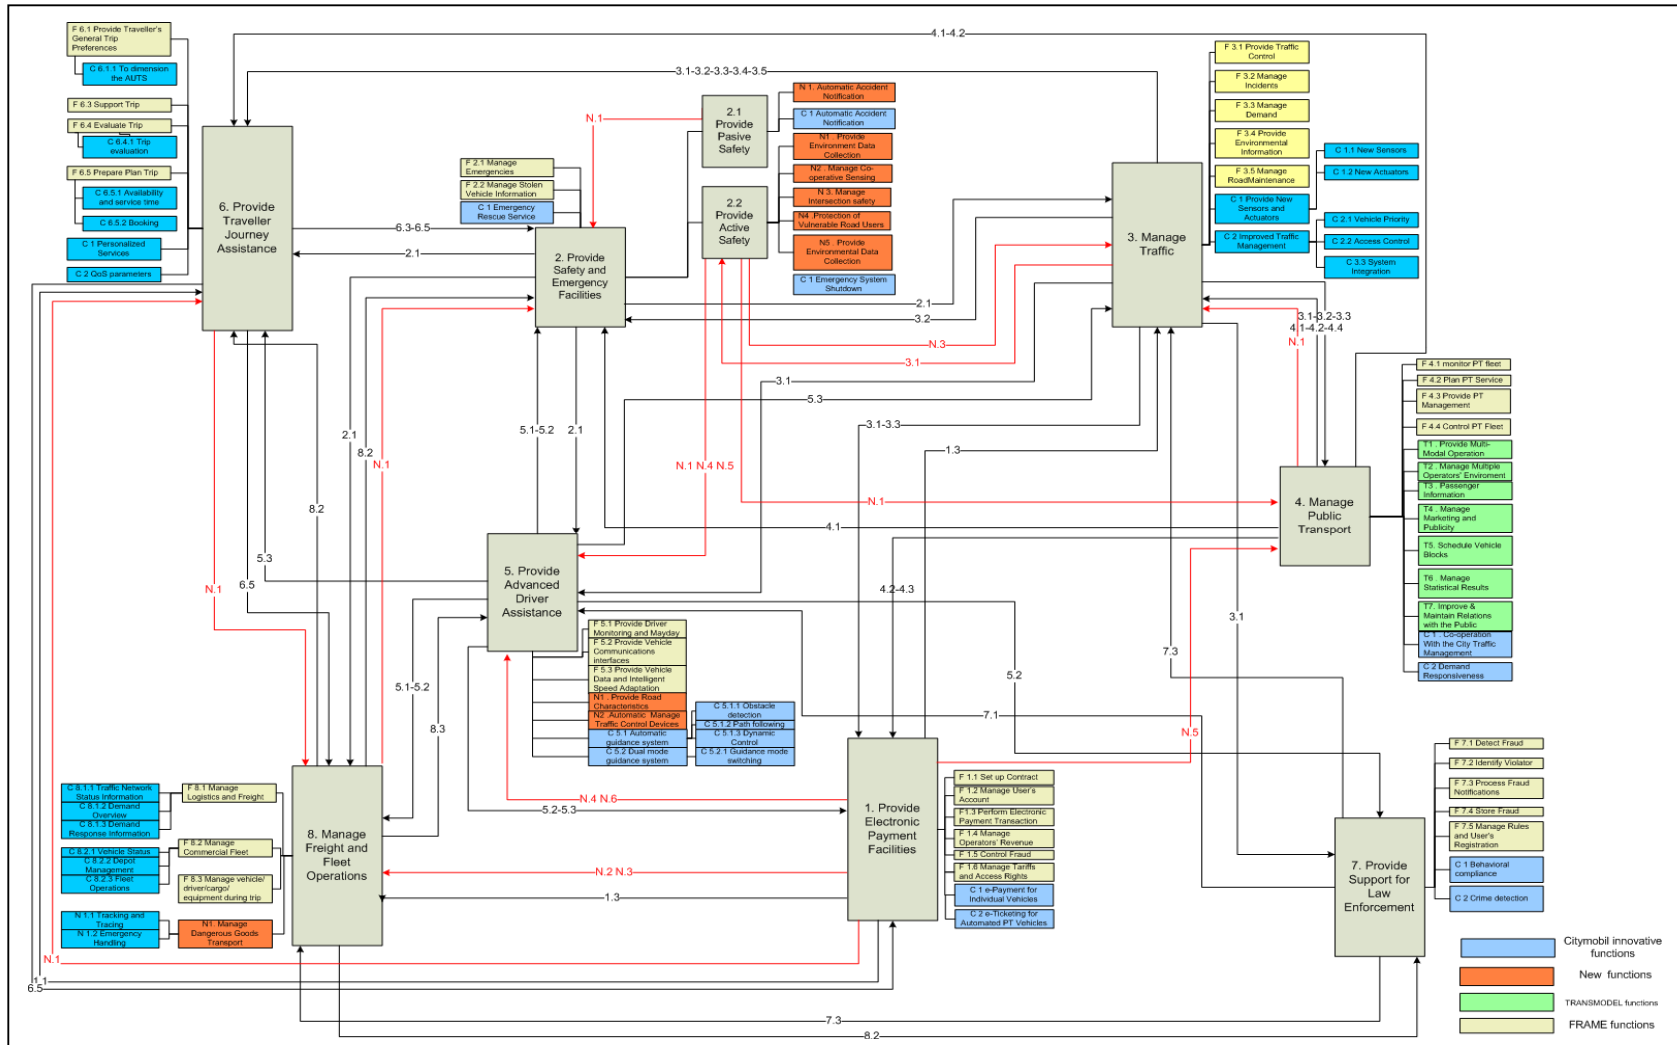 F 6.1 Provide Traveller's
General Trip
Preferences
C 6.1.1 To dimension
the AUTS
F 6.3 Support Trip
F 6.4 Evaluate Trip
C 6.4.1 Trip
evaluation
F 6.5 Prepare Plan Trip
C 6.5.1 Availability
and service time
C 6.5.2 Booking
C 1 Personalized
Services
C 2 QoS parameters
6. Provide
Traveller
Journey
Assistance
4.1-4.2
3.1-3.2-3.3-3.4-3.5
N.1
6.3-6.5
2.1
F 2.1 Manage
Emergencies
F 2.2 Manage Stolen
Vehicle Information
C 1 Emergency
Rescue Service
2. Provide
Safety and
Emergency
Facilities
2.1
Provide
Pasive
Safety
2.2
Provide
Active
Safety
N 1. Automatic Accident
Notification
C 1 Automatic Accident
Notification
N1 . Provide
Environment Data
Collection
N2 . Manage Co-
operative Sensing
N 3. Manage
Intersection safety
N4 .Protection of
Vulnerable Road Users
N5 . Provide
Environmental Data
Collection
C 1 Emergency System
Shutdown
3. Manage
Traffic
F 3.1 Provide Traffic
Control
F 3.2 Manage
Incidents
F 3.3 Manage
Demand
F 3.4 Provide
Environmental
Information
F 3.5 Manage
RoadMaintenance
C 1 Provide New
Sensors and
Actuators
C 2 Improved Traffic
Management
C 1.1 New Sensors
C 1.2 New Actuators
C 2.1 Vehicle Priority
C 2.2 Access Control
C 3.3 System
Integration
2.1
3.2
N.3
3.1
3.1
5.3
3.1-3.2-3.3
4.1-4.2-4.4
N.1
3.1-3.3
1.3
5.1-5.2
2.1
2.1
8.2
N.1
N.1 N.4 N.5
N.1
4.1
4.2-4.3
8.2
5.3
6.5
N.1
4. Manage
Public
Transport
F 4.1 monitor PT fleet
F 4.2 Plan PT Service
F 4.3 Provide PT
Management
F 4.4 Control PT Fleet
T1 . Provide Multi-
Modal Operation
T2 . Manage Multiple
Operators' Enviroment
T3 . Passenger
Information
T4 . Manage
Marketing and
Publicity
T5. Schedule Vehicle
Blocks
T6 . Manage
Statistical Results
T7. Improve &
Maintain Relations
with the Public
C 1 . Co-operation
With the City Traffic
Management
C 2 Demand
Responsiveness
5. Provide
Advanced
Driver
Assistance
F 5.1 Provide Driver
Monitoring and Mayday
F 5.2 Provide Vehicle
Communications
interfaces
F 5.3 Provide Vehicle
Data and Intelligent
Speed Adaptation
N1 . Provide Road
Characteristics
N2 .Automatic Manage
Traffic Control Devices
C 5.1 Automatic
guidance system
C 5.2 Dual mode
guidance system
C 5.1.1 Obstacle
detection
C 5.1.2 Path following
C 5.1.3 Dynamic
Control
C 5.2.1 Guidance mode
switching
5.1-5.2
8.3
5.2
7.1
7.3
3.1
N.5
N.4 N.6
5.2-5.3
N.2 N.3
1.3
1. Provide
Electronic
Payment
Facilities
F 1.1 Set up Contract
F 1.2 Manage User's
Account
F1.3 Perform Electronic
Payment Transaction
F 1.4 Manage
Operators' Revenue
F 1.5 Control Fraud
F 1.6 Manage Tariffs
and Access Rights
C 1 e-Payment for
Individual Vehicles
C 2 e-Ticketing for
Automated PT Vehicles
7. Provide
Support for
Law
Enforcement
F 7.1 Detect Fraud
F 7.2 Identify Violator
F 7.3 Process Fraud
Notifications
F 7.4 Store Fraud
F 7.5 Manage Rules
and User's
Registration
C 1 Behavioral
compliance
C 2 Crime detection
C 8.1.1 Traffic Network
Status Information
C 8.1.2 Demand
Overview
C 8.1.3 Demand
Response Information
F 8.1 Manage
Logistics and Freight
C 8.2.1 Vehicle Status
C 8.2.2 Depot
Management
C 8.2.3 Fleet
Operations
F 8.2 Manage
Commercial Fleet
F 8.3 Manage vehicle/
driver/cargo/
equipment during trip
N 1.1 Tracking and
Tracing
N 1.2 Emergency
Handling
N1. Manage
Dangerous Goods
Transport
8. Manage
Freight and
Fleet
Operations
N.1
1.1
6.5
7.3
8.2
Citymobil innovative
functions
New functions
TRANSMODEL functions
FRAME functions